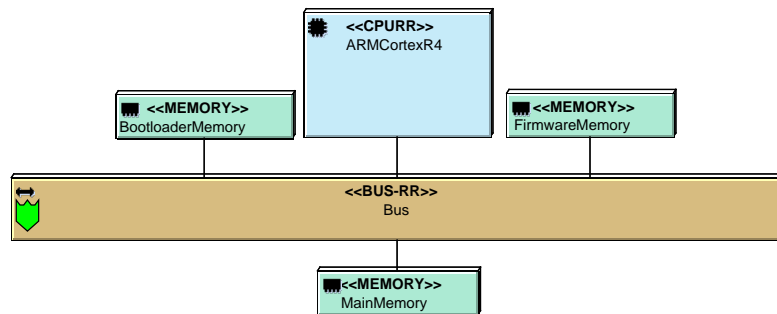 <<CPURR>>
ARMCortexR4
<<MEMORY>>
BootloaderMemory
<<MEMORY>>
FirmwareMemory
<<BUS-RR>>
Bus
<<MEMORY>>
MainMemory